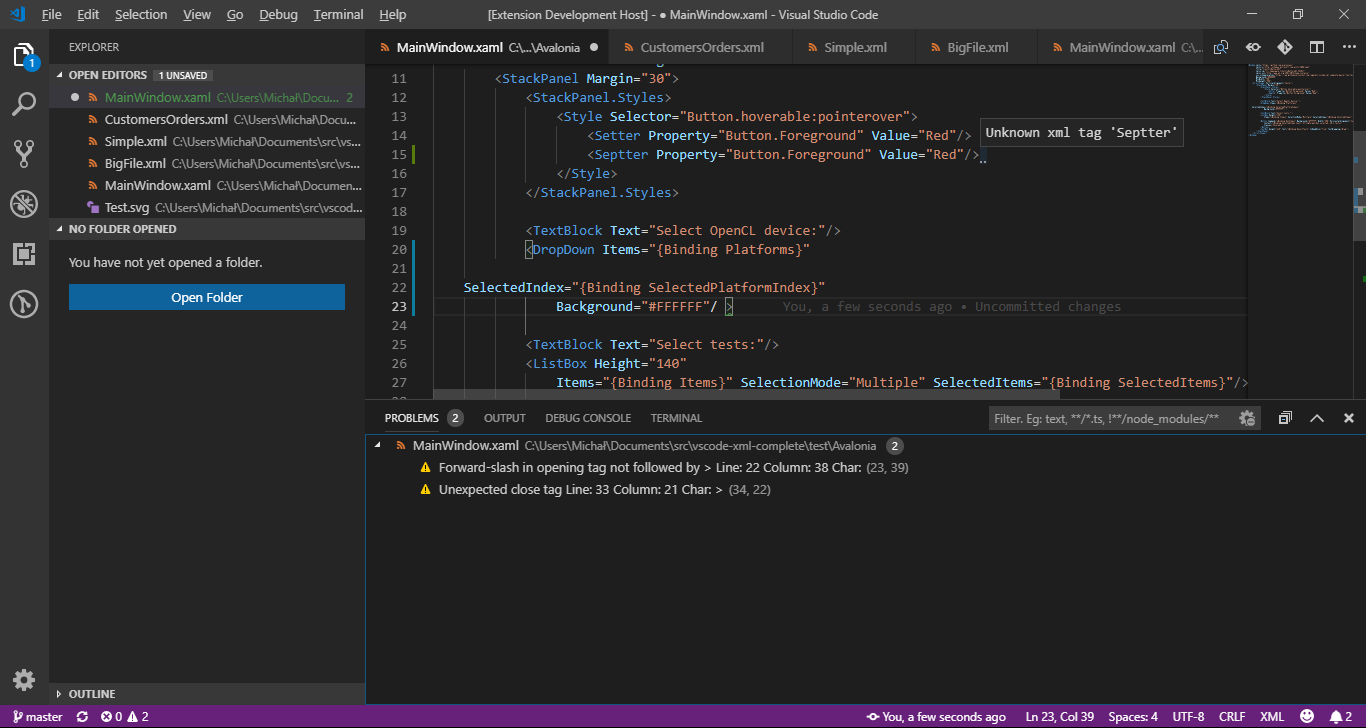 File Edit Selection View Go Debug Terminal Help [Extension Development Host] - ● MainWindow.xaml - Visual Studio Code
EXPLORER
MainWindow.xaml C:\...\Avalonia ● CustomersOrders.xml Simple.xml BigFile.xml MainWindow.xaml C:\...
1
OPEN EDITORS 1 UNSAVED
● MainWindow.xaml C:\Users\Michał\Docu... 2
CustomersOrders.xml C:\Users\Michał\Docume...
Simple.xml C:\Users\Michał\Documents\src\vs...
BigFile.xml C:\Users\Michał\Documents\src\vs...
MainWindow.xaml C:\Users\Michał\Documen...
Test.svg C:\Users\Michał\Documents\src\vscod...
NO FOLDER OPENED
You have not yet opened a folder.
Open Folder
OUTLINE
11 <StackPanel Margin="30">
12 <StackPanel.Styles>
13 <Style Selector="Button.hoverable:pointerover">
14 <Setter Property="Button.Foreground" Value="Red"/>
Unknown xml tag 'Septter'
15 <Septter Property="Button.Foreground" Value="Red"/>
16 </Style>
17 </StackPanel.Styles>
18
19 <TextBlock Text="Select OpenCL device:"/>
20 <DropDown Items="{Binding Platforms}"
21
22 SelectedIndex="{Binding SelectedPlatformIndex}"
23 Background="#FFFFFF"/ > You, a few seconds ago • Uncommitted changes
24
25 <TextBlock Text="Select tests:"/>
26 <ListBox Height="140"
27 Items="{Binding Items}" SelectionMode="Multiple" SelectedItems="{Binding SelectedItems}"/>
PROBLEMS 2 OUTPUT DEBUG CONSOLE TERMINAL Filter. Eg: text, **/*.ts, !**/node_modules/**
MainWindow.xaml C:\Users\Michał\Documents\src\vscode-xml-complete\test\Avalonia 2
Forward-slash in opening tag not followed by > Line: 22 Column: 38 Char: (23, 39)
Unexpected close tag Line: 33 Column: 21 Char: > (34, 22)
master 0 2 You, a few seconds ago Ln 23, Col 39 Spaces: 4 UTF-8 CRLF XML 2